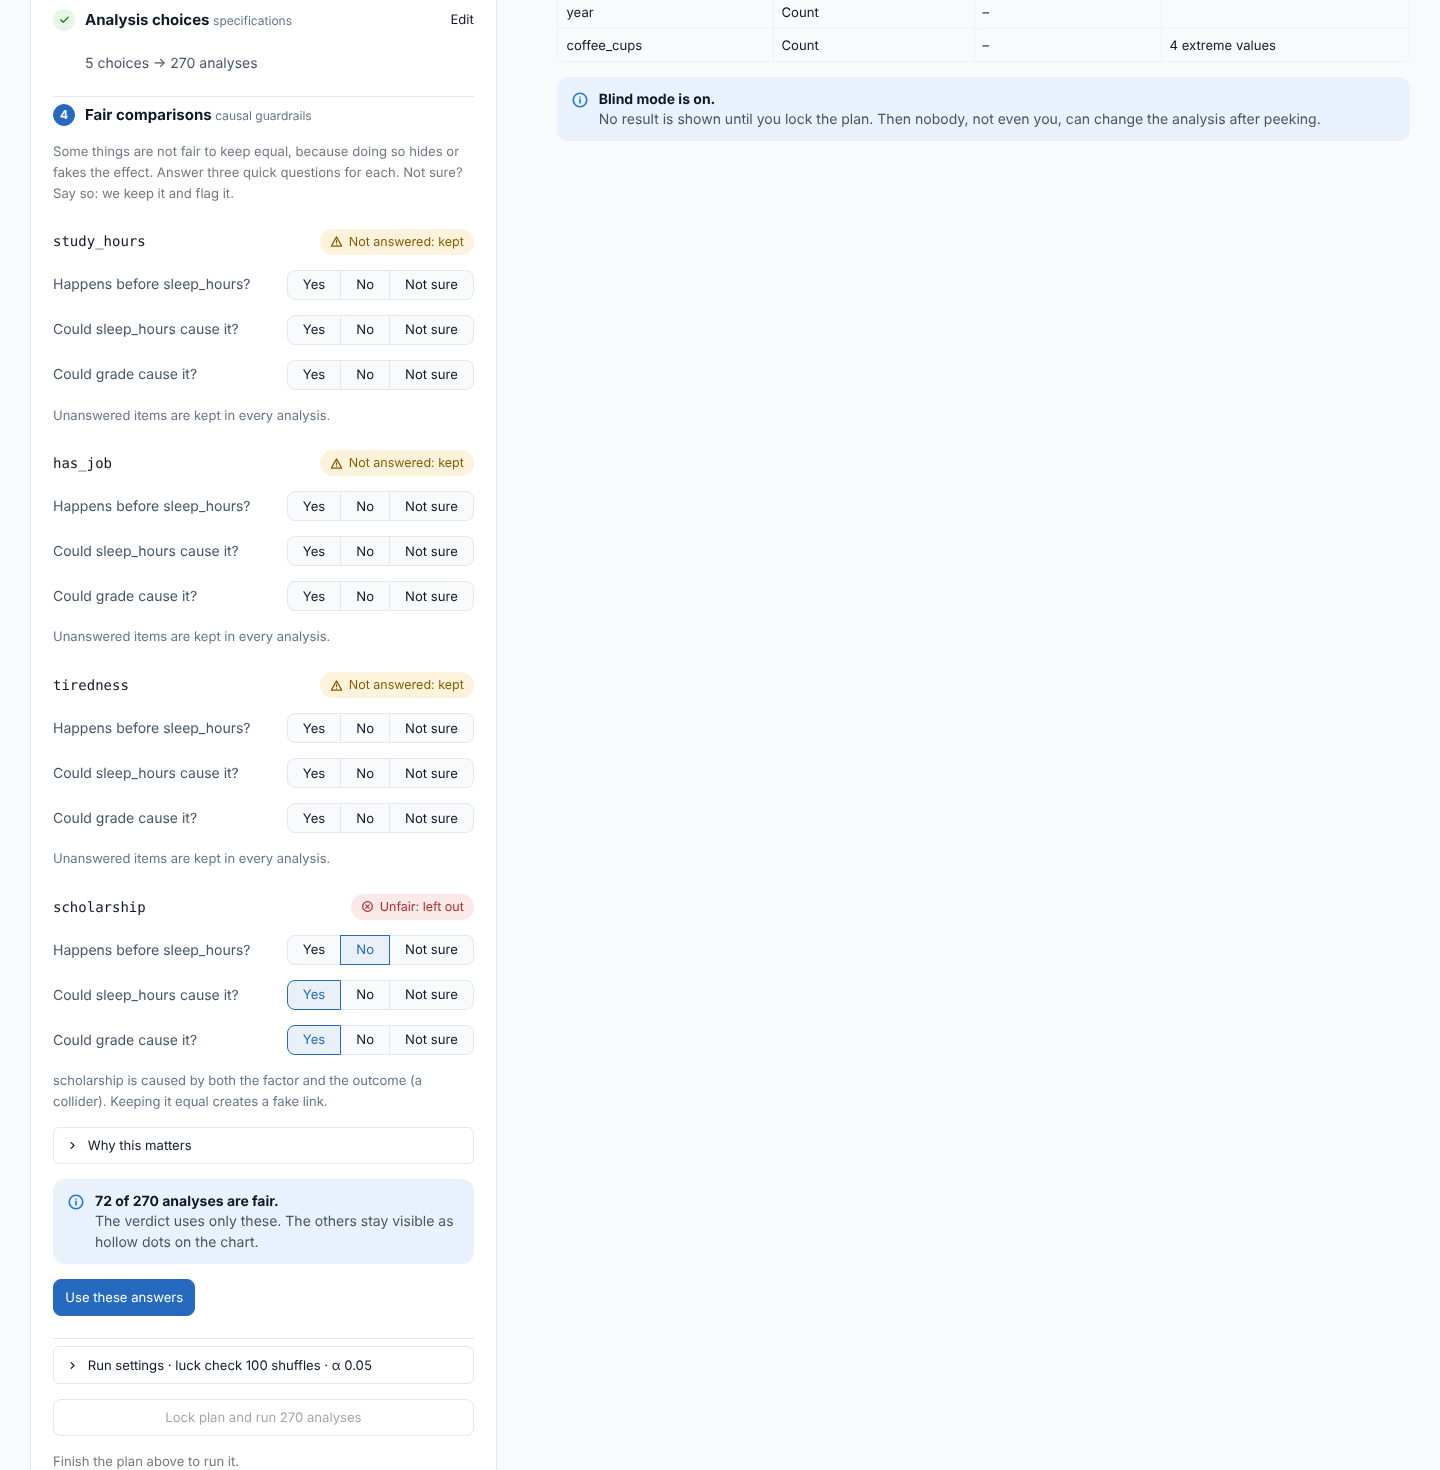 Analysis choices specifications Edit
5 choices → 270 analyses
4 Fair comparisons causal guardrails
Some things are not fair to keep equal, because doing so hides or
fakes the effect. Answer three quick questions for each. Not sure?
Say so: we keep it and flag it.
study_hours Not answered: kept
Happens before sleep_hours? Yes No Not sure
Could sleep_hours cause it? Yes No Not sure
Could grade cause it? Yes No Not sure
Unanswered items are kept in every analysis.
has_job Not answered: kept
Happens before sleep_hours? Yes No Not sure
Could sleep_hours cause it? Yes No Not sure
Could grade cause it? Yes No Not sure
Unanswered items are kept in every analysis.
tiredness Not answered: kept
Happens before sleep_hours? Yes No Not sure
Could sleep_hours cause it? Yes No Not sure
Could grade cause it? Yes No Not sure
Unanswered items are kept in every analysis.
scholarship Unfair: left out
Happens before sleep_hours? Yes No Not sure
Could sleep_hours cause it? Yes No Not sure
Could grade cause it? Yes No Not sure
scholarship is caused by both the factor and the outcome (a
collider). Keeping it equal creates a fake link.
Why this matters
72 of 270 analyses are fair.
The verdict uses only these. The others stay visible as
hollow dots on the chart.
Use these answers
Run settings · luck check 100 shuffles · α 0.05
Lock plan and run 270 analyses
Finish the plan above to run it.
year Count –
coffee_cups Count – 4 extreme values
Blind mode is on.
No result is shown until you lock the plan. Then nobody, not even you, can change the analysis after peeking.